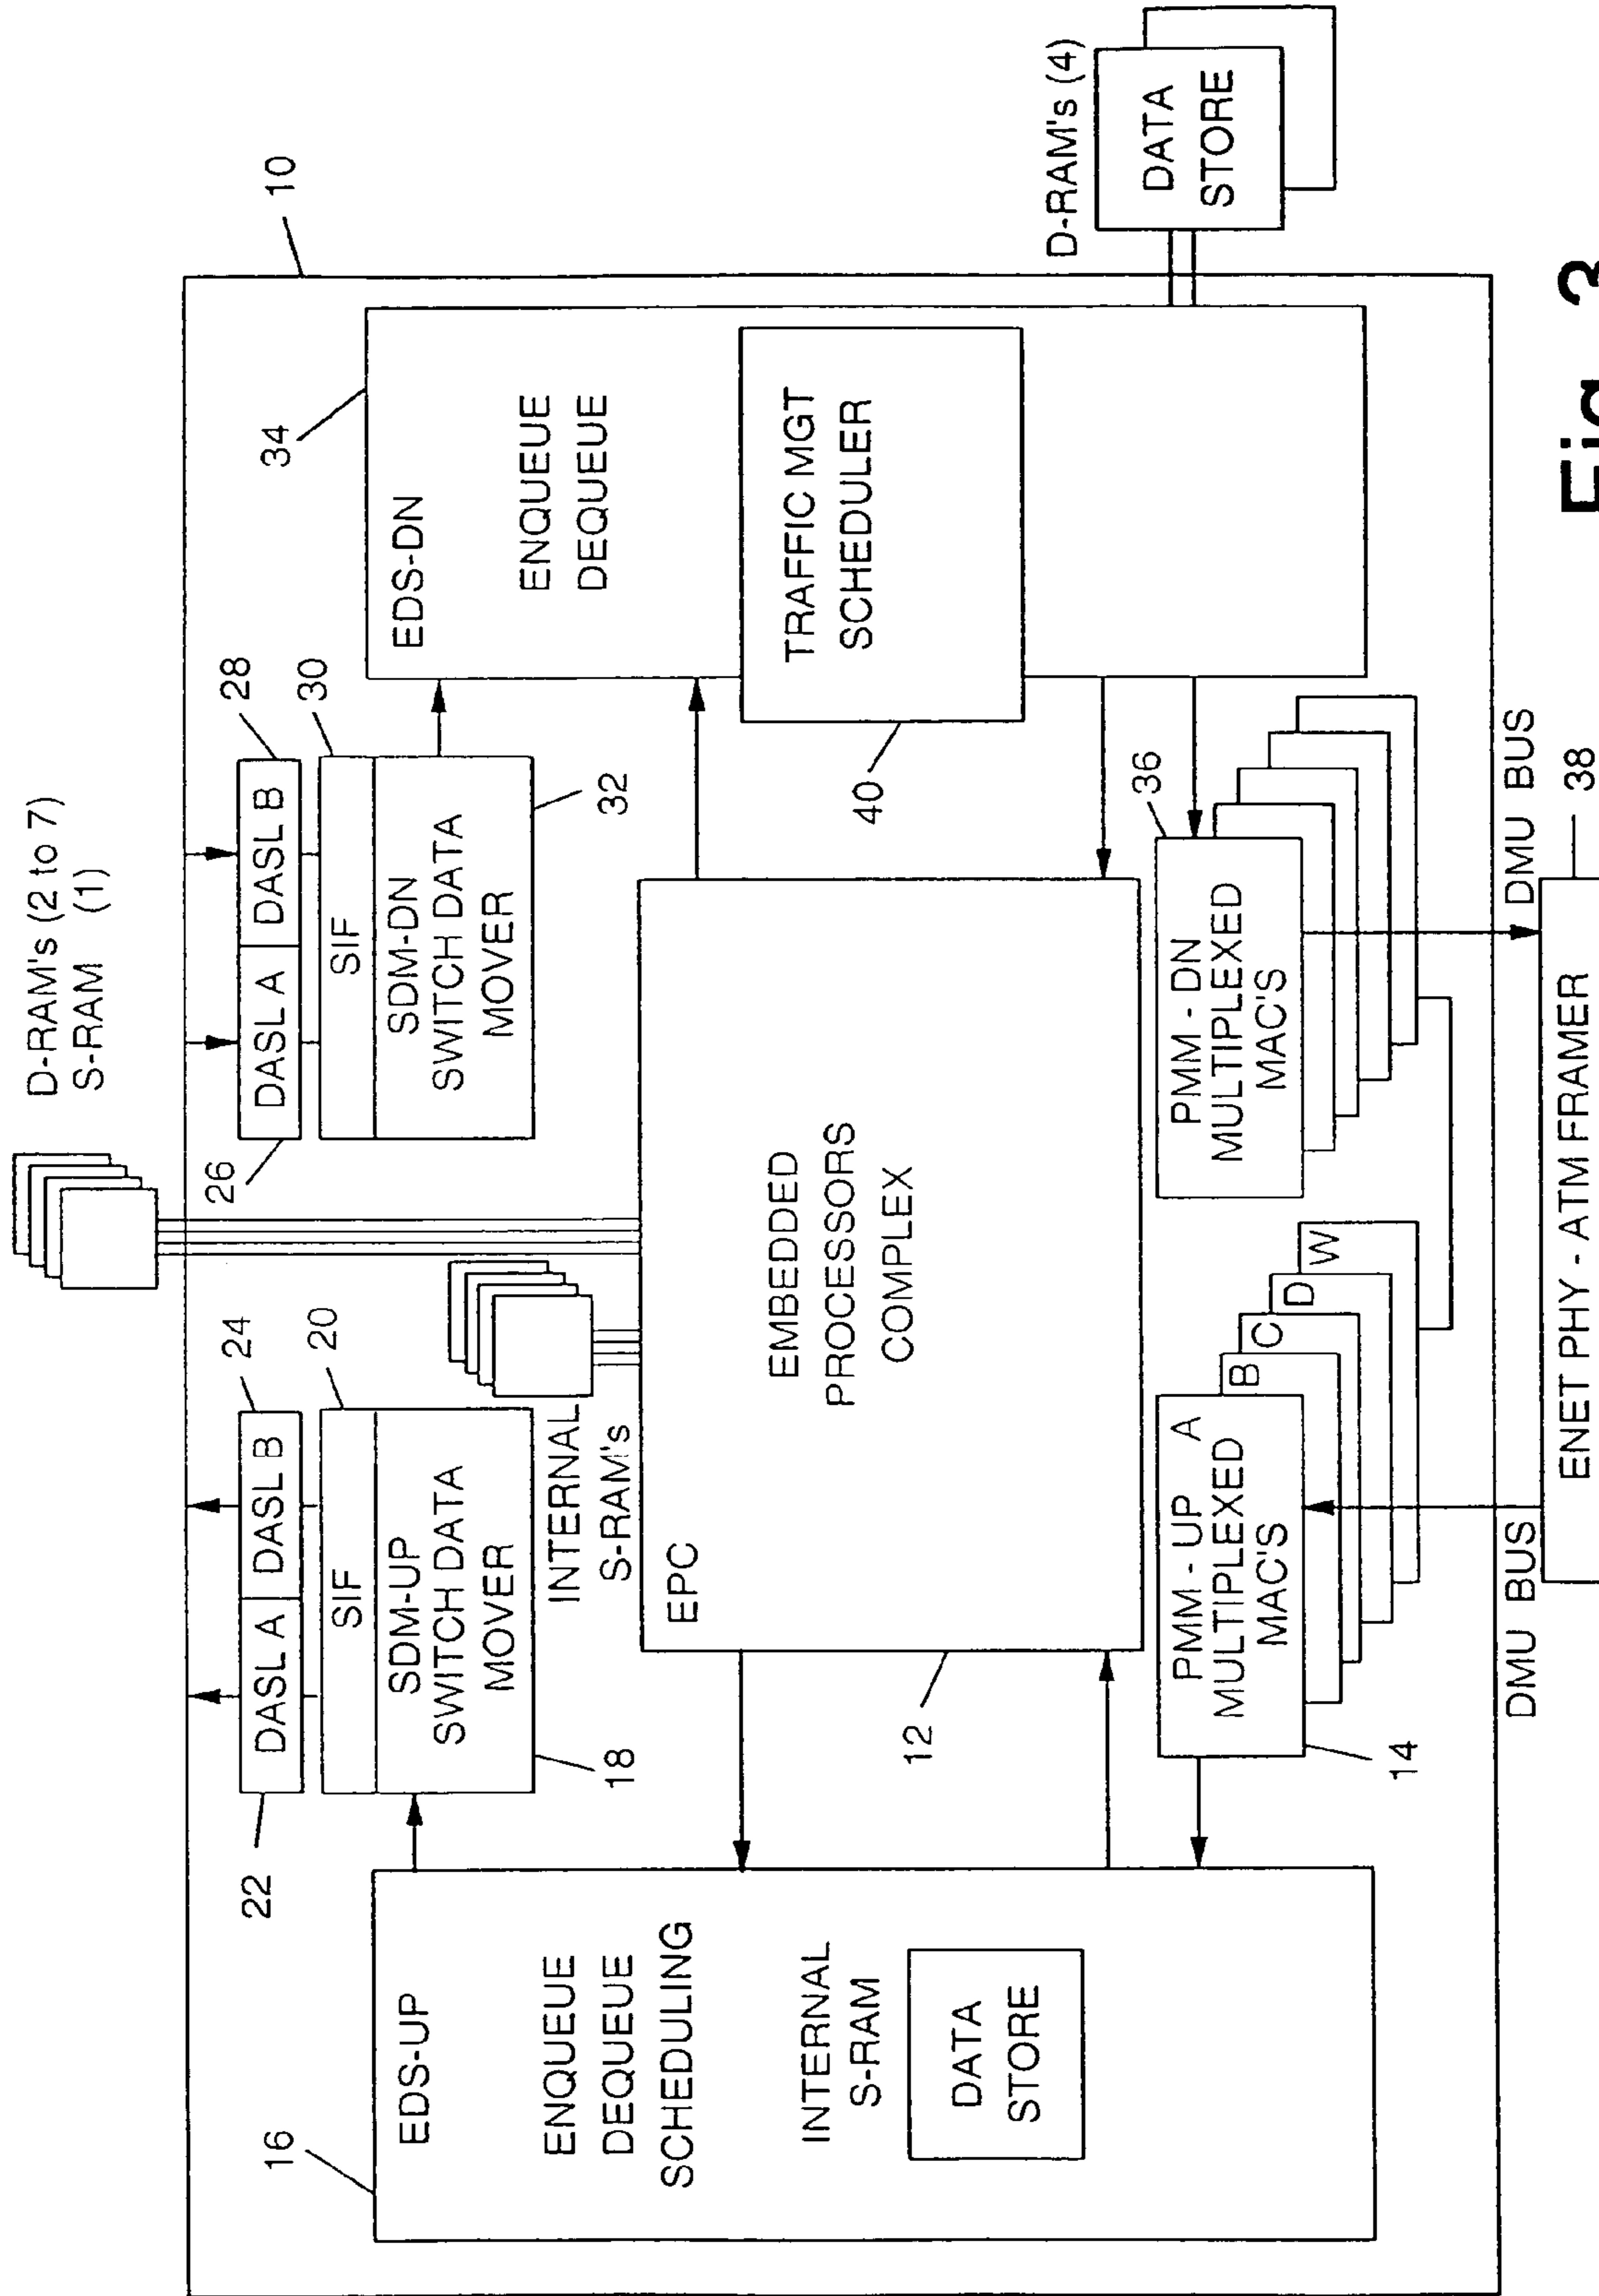 D-RAM's (2 to 7)
S-RAM (1)
10
22
24
DASL A
DASL B
20
SIF
SDM-UP
SWITCH DATA
MOVER
18
26
28
DASL A
DASL B
30
SIF
SDM-DN
SWITCH DATA
MOVER
32
16
EDS-UP
ENQUEUE
DEQUEUE
SCHEDULING
INTERNAL
S-RAM
DATA
STORE
INTERNAL
S-RAM's
EPC
EMBEDDED
PROCESSORS
COMPLEX
12
34
EDS-DN
ENQUEUE
DEQUEUE
TRAFFIC MGT
SCHEDULER
40
D-RAM's (4)
DATA
STORE
PMM - UP A
MULTIPLEXED
MAC'S
B
C
D
W
14
PMM - DN
MULTIPLEXED
MAC'S
36
DMU BUS
DMU BUS
ENET PHY - ATM FRAMER
38
Fig. 3